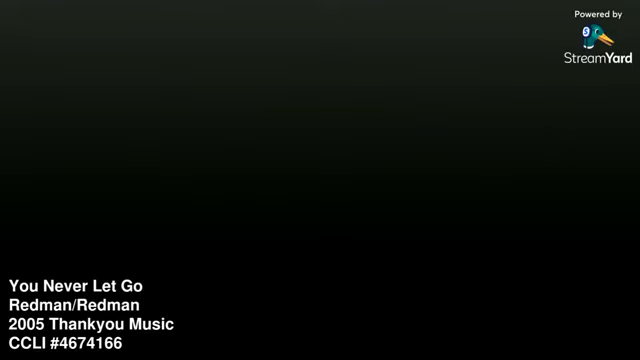 Powered by
StreamYard
You Never Let Go
Redman/Redman
2005 Thankyou Music
CCLI #4674166